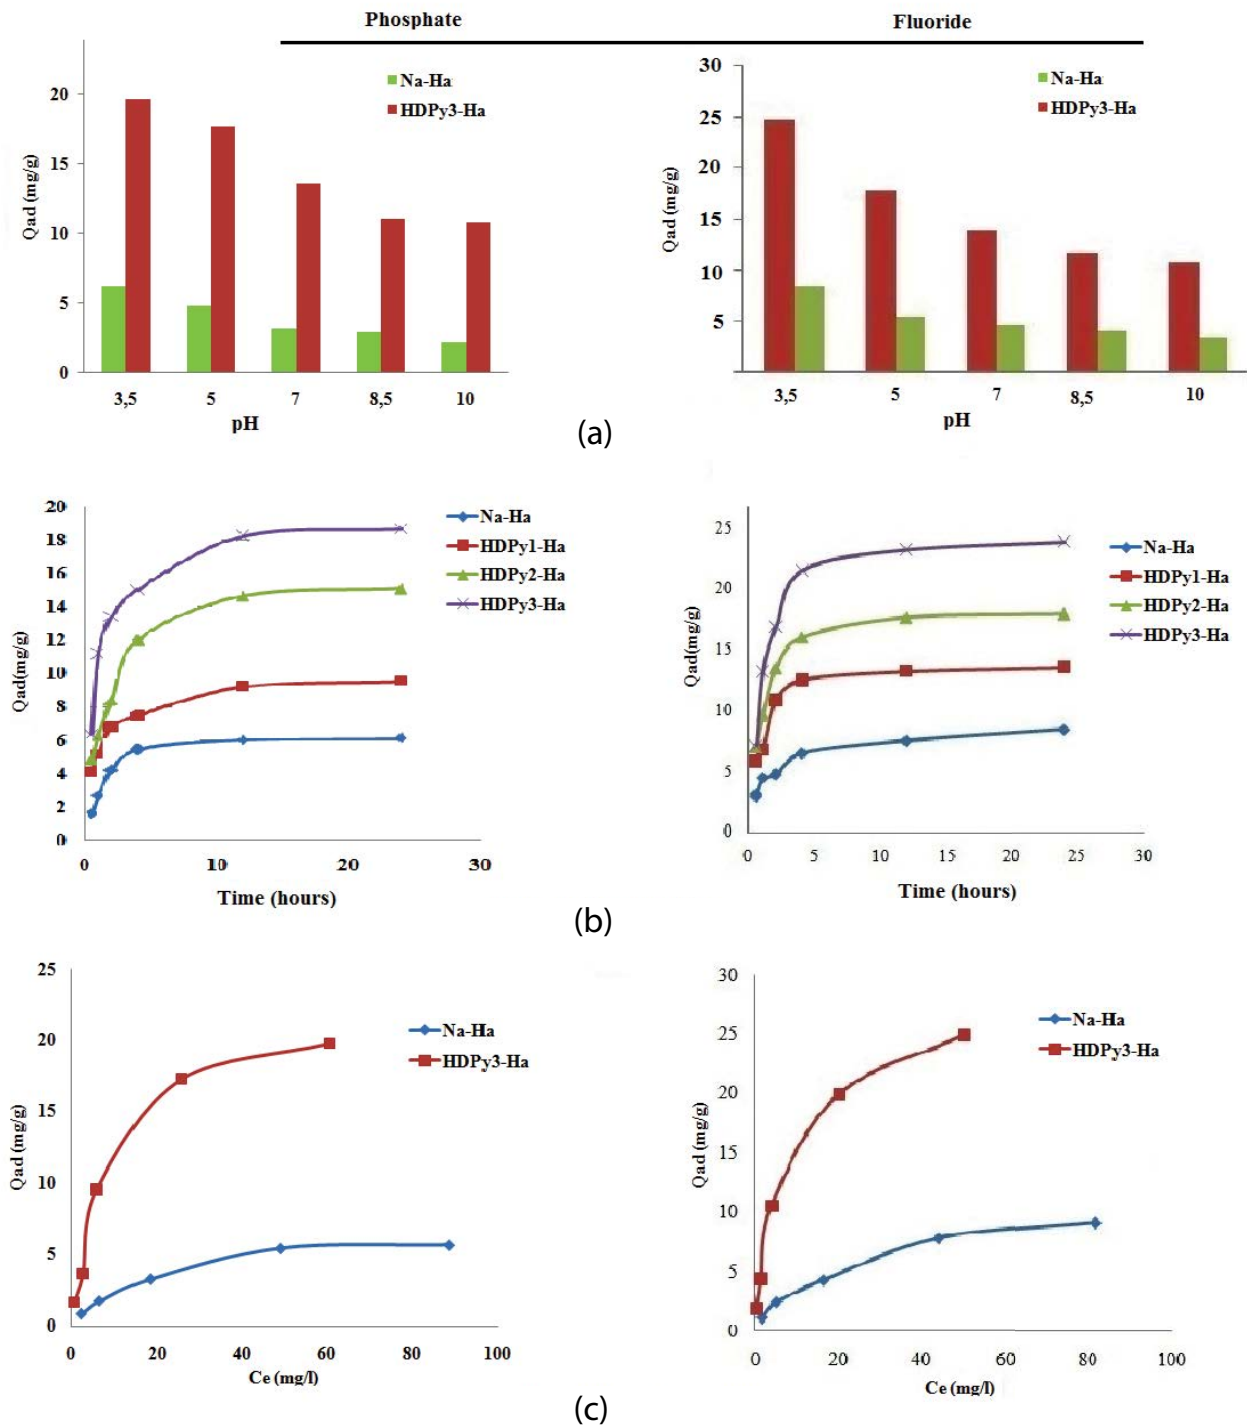 Phosphate
Fluoride
Na-Ha
HDPy3-Ha
Qad (mg/g)
20
15
10
5
0
3,5 5 7 8,5 10
pH
Na-Ha
HDPy3-Ha
Qad (mg/g)
30
25
20
15
10
5
3,5 5 7 8,5 10
pH
(a)
Na-Ha
HDPy1-Ha
HDPy2-Ha
HDPy3-Ha
Qad(mg/g)
20
18
16
14
12
10
8
6
4
2
0
0 10 20 30
Time (hours)
Na-Ha
HDPy1-Ha
HDPy2-Ha
HDPy3-Ha
Qad(mg/g)
25
20
15
10
5
0
0 5 10 15 20 25 30
Time (hours)
(b)
Na-Ha
HDPy3-Ha
Qad (mg/g)
25
20
15
10
5
0
0 20 40 60 80 100
Ce (mg/l)
Na-Ha
HDPy3-Ha
Qad (mg/g)
30
25
20
15
10
5
0
0 20 40 60 80 100
Ce (mg/l)
(c)